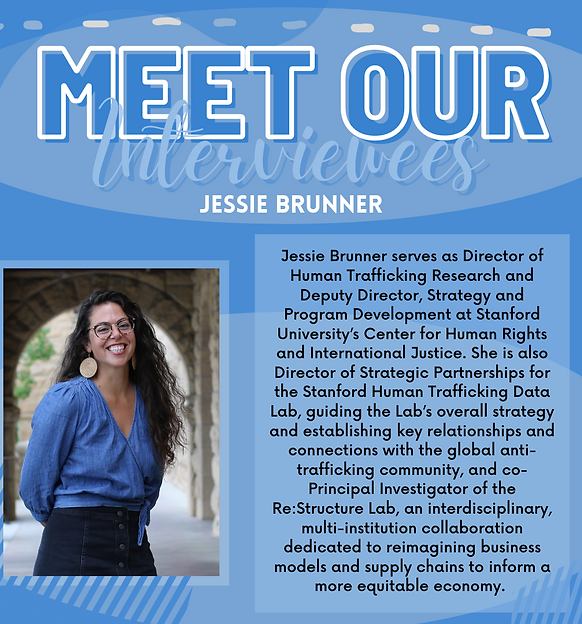 MEET OUR
Interviewees
JESSIE BRUNNER
Jessie Brunner serves as Director of
Human Trafficking Research and
Deputy Director, Strategy and
Program Development at Stanford
University's Center for Human Rights
and International Justice. She is also
Director of Strategic Partnerships for
the Stanford Human Trafficking Data
Lab, guiding the Lab's overall strategy
and establishing key relationships and
connections with the global anti-
trafficking community, and co-
Principal Investigator of the
Re:Structure Lab, an interdisciplinary,
multi-institution collaboration
dedicated to reimagining business
models and supply chains to inform a
more equitable economy.